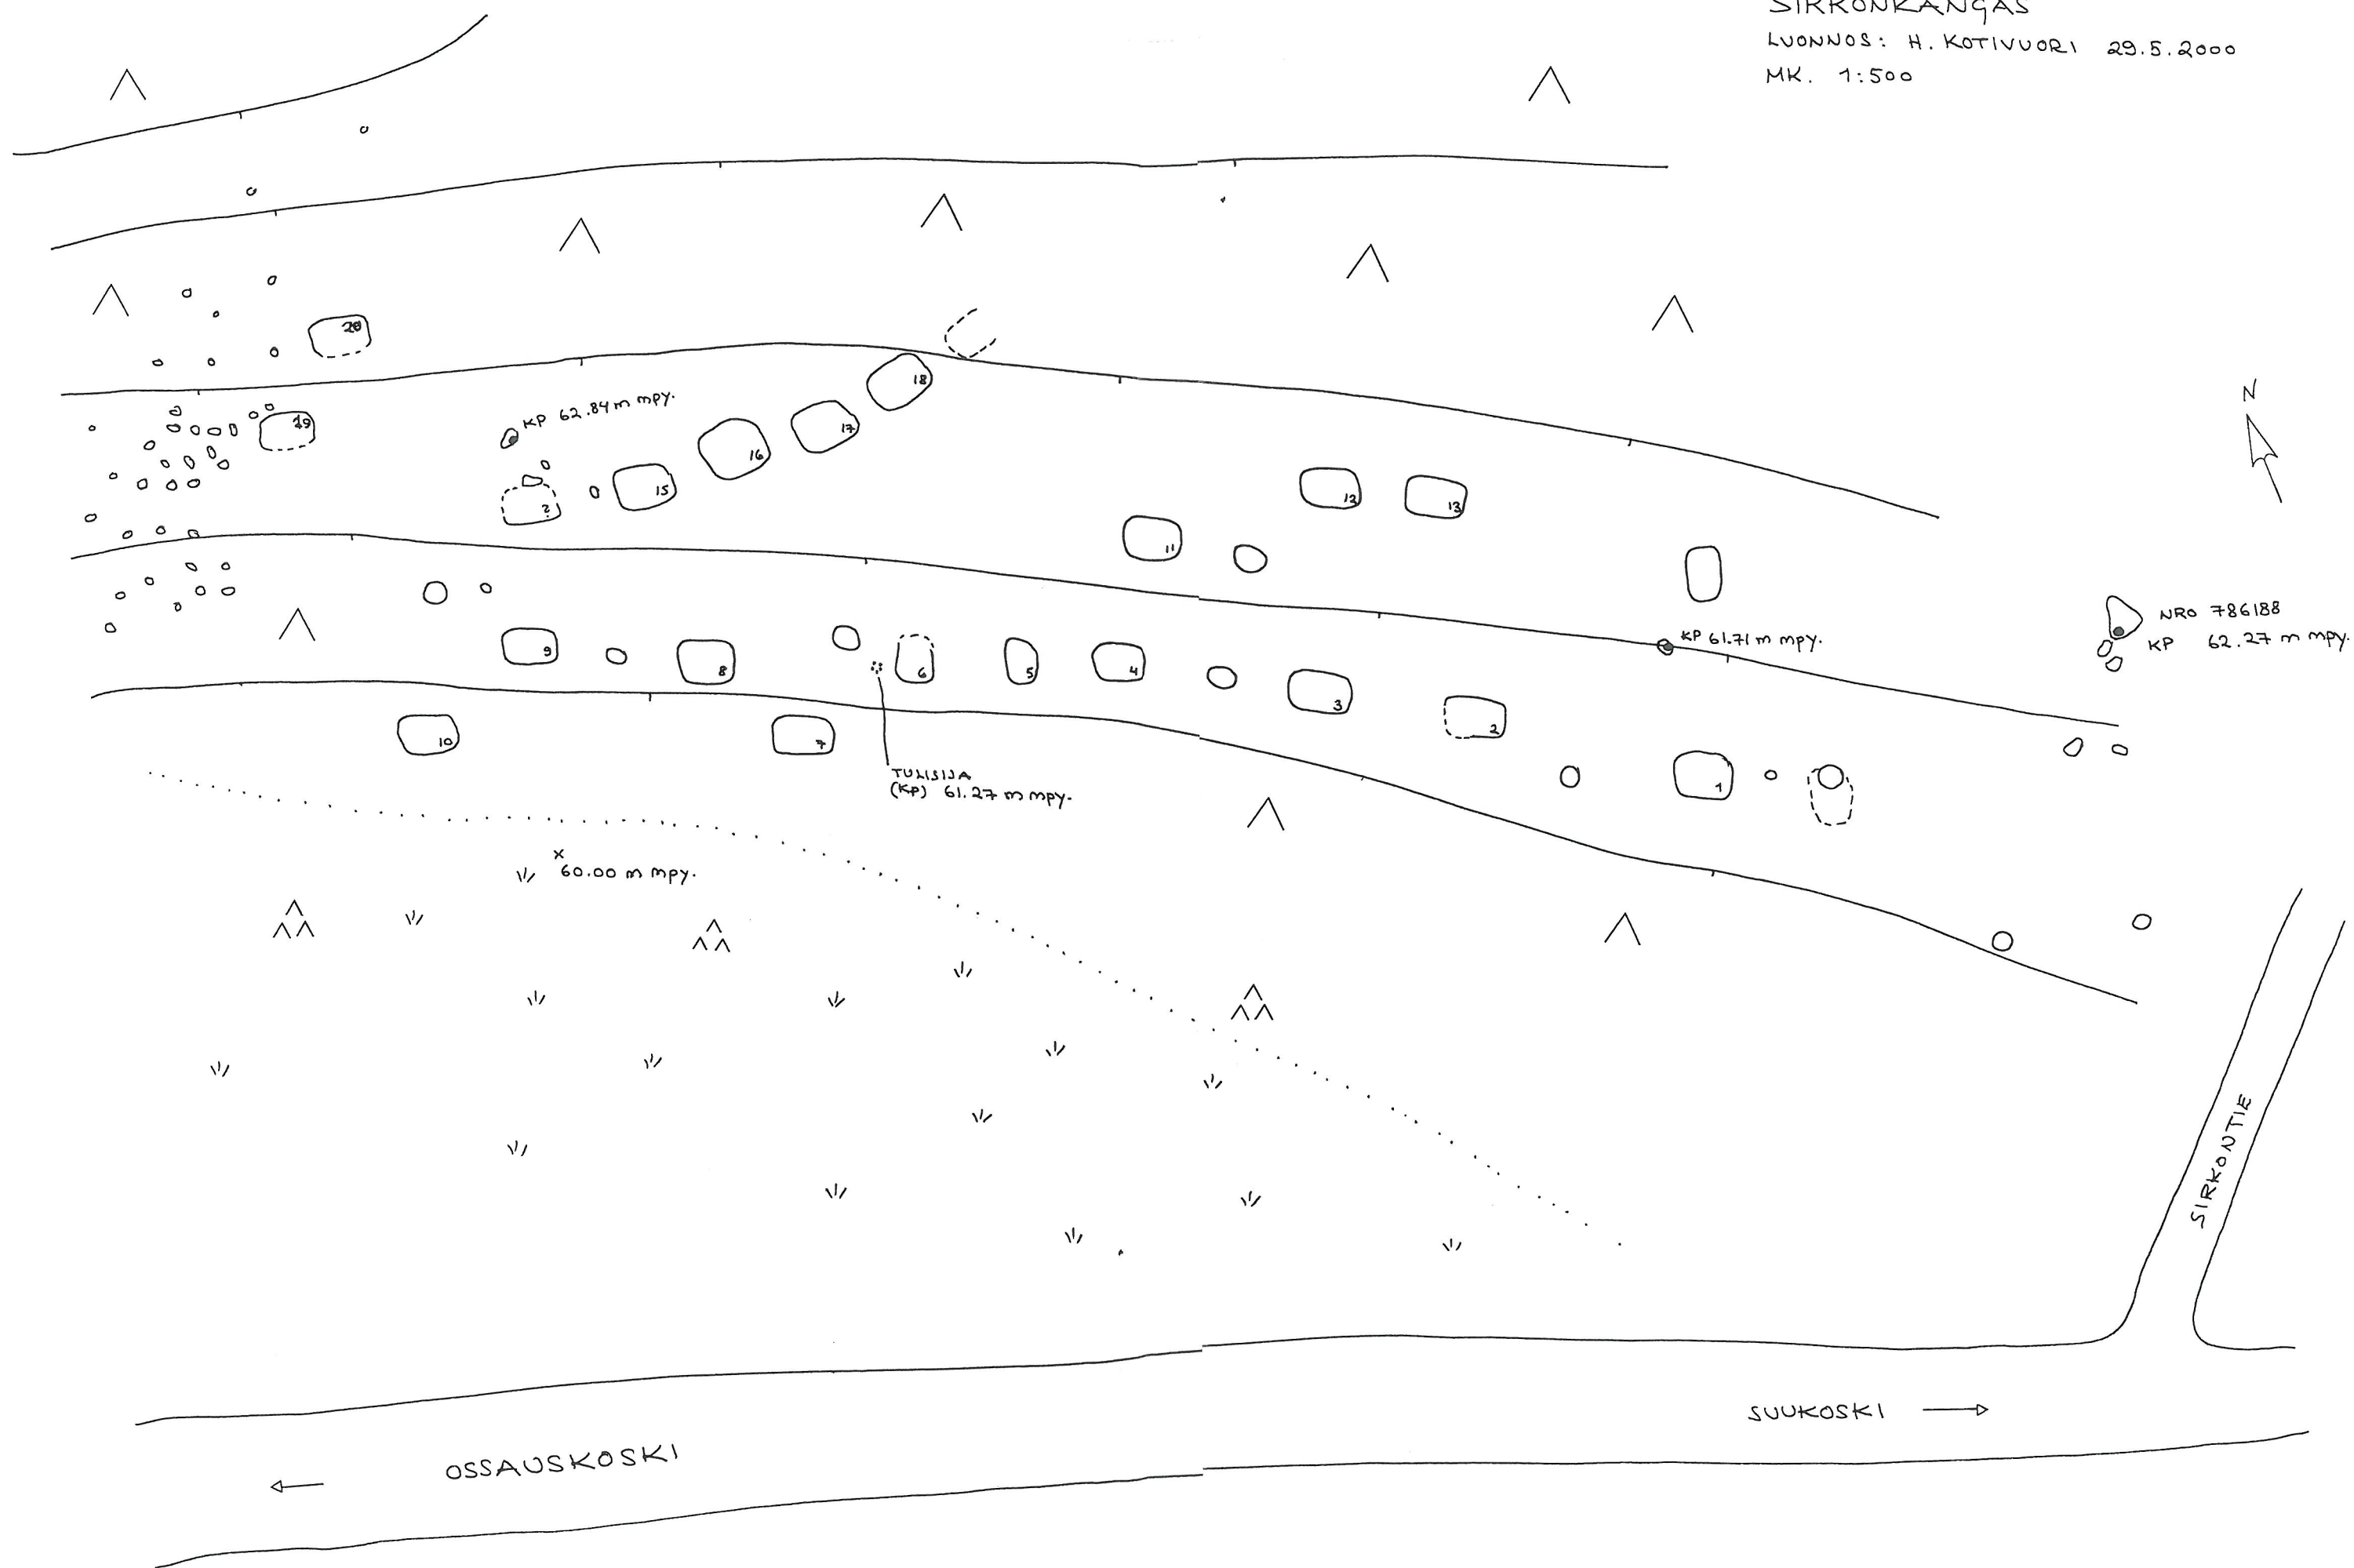 SIRKONKANGAS
LUONNOS: H. KOTIVUORI 29.5.2000
MK. 1:500
20
N
18
KP 62.84 m mpy.
19
17
16
15
?
12
13
11
NRO 786188
KP 62.27 m mpy.
KP 61.71 m mpy.
9
8
6
5
4
3
2
1
10
7
TULISIJA
(KP) 61.27 m mpy.
x
60.00 m mpy.
SIRKONTIE
SUUKOSKI
OSSAUSKOSKI